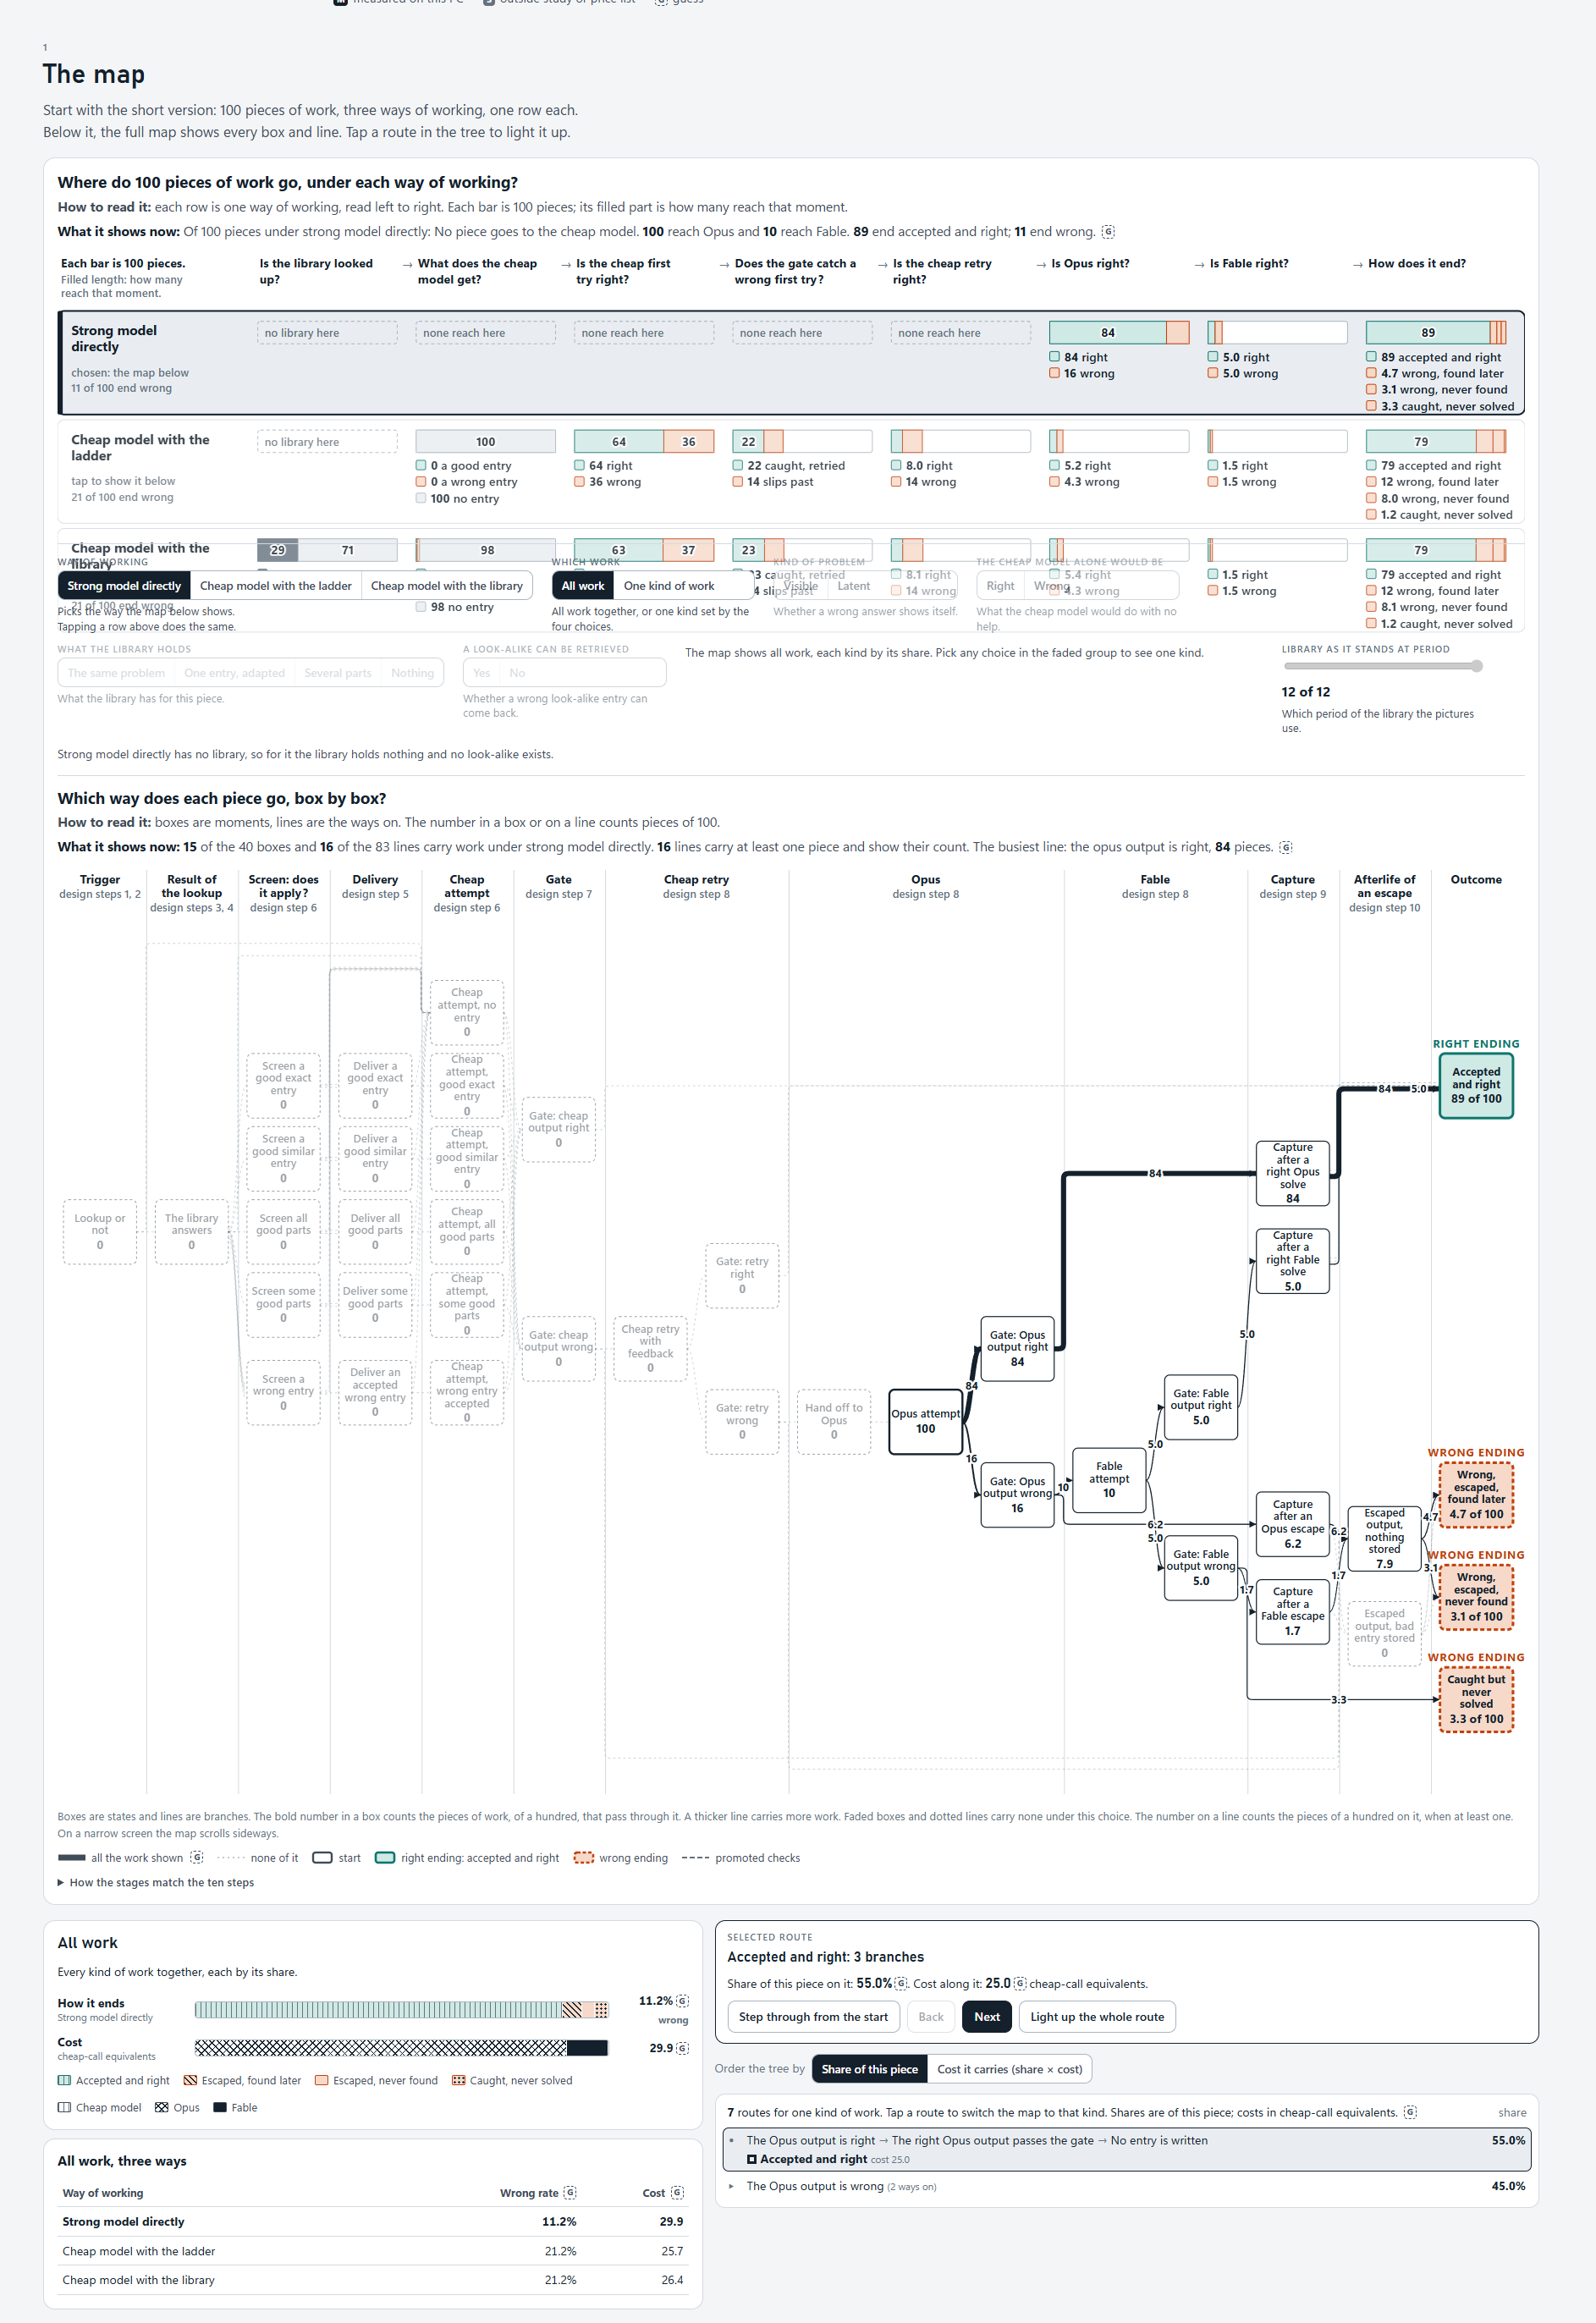 measured on this PC S outside study or price list G guess
1
The map
Start with the short version: 100 pieces of work, three ways of working, one row each.
Below it, the full map shows every box and line. Tap a route in the tree to light it up.
Where do 100 pieces of work go, under each way of working?
How to read it: each row is one way of working, read left to right. Each bar is 100 pieces; its filled part is how many reach that moment.
What it shows now: Of 100 pieces under strong model directly: No piece goes to the cheap model. 100 reach Opus and 10 reach Fable. 89 end accepted and right; 11 end wrong. G
Each bar is 100 pieces.
Filled length: how many
reach that moment.
Is the library looked
up?
→ What does the cheap
model get?
→ Is the cheap first
try right?
→ Does the gate catch a
wrong first try?
→ Is the cheap retry
right?
→ Is Opus right?
→ Is Fable right?
→ How does it end?
Strong model
directly
chosen: the map below
11 of 100 end wrong
no library here
none reach here
none reach here
none reach here
none reach here
84
84 right
16 wrong
5.0 right
5.0 wrong
89
89 accepted and right
4.7 wrong, found later
3.1 wrong, never found
3.3 caught, never solved
Cheap model with the
ladder
tap to show it below
21 of 100 end wrong
no library here
100
0 a good entry
0 a wrong entry
100 no entry
64 36
64 right
36 wrong
22
22 caught, retried
14 slips past
8.0 right
14 wrong
5.2 right
4.3 wrong
1.5 right
1.5 wrong
79
79 accepted and right
12 wrong, found later
8.0 wrong, never found
1.2 caught, never solved
Cheap model with the
library
21 of 100 end wrong
29 71
98
98 no entry
63 37
23
caught, retried
slips past
8.1 right
14 wrong
5.4 right
4.3 wrong
1.5 right
1.5 wrong
79
79 accepted and right
12 wrong, found later
8.1 wrong, never found
1.2 caught, never solved
WAY OF WORKING
Strong model directly Cheap model with the ladder Cheap model with the library
Picks the way the map below shows.
Tapping a row above does the same.
WHICH WORK
All work One kind of work
All work together, or one kind set by the
four choices.
KIND OF PROBLEM
Visible Latent
Whether a wrong answer shows itself.
THE CHEAP MODEL ALONE WOULD BE
Right Wrong
What the cheap model would do with no
help.
WHAT THE LIBRARY HOLDS
The same problem One entry, adapted Several parts Nothing
What the library has for this piece.
A LOOK-ALIKE CAN BE RETRIEVED
Yes No
Whether a wrong look-alike entry can
come back.
The map shows all work, each kind by its share. Pick any choice in the faded group to see one kind.
LIBRARY AS IT STANDS AT PERIOD
12 of 12
Which period of the library the pictures
use.
Strong model directly has no library, so for it the library holds nothing and no look-alike exists.
Which way does each piece go, box by box?
How to read it: boxes are moments, lines are the ways on. The number in a box or on a line counts pieces of 100.
What it shows now: 15 of the 40 boxes and 16 of the 83 lines carry work under strong model directly. 16 lines carry at least one piece and show their count. The busiest line: the opus output is right, 84 pieces. G
Trigger
design steps 1, 2
Result of
the lookup
design steps 3, 4
Screen: does
it apply?
design step 6
Delivery
design step 5
Cheap
attempt
design step 6
Gate
design step 7
Cheap retry
design step 8
Opus
design step 8
Fable
design step 8
Capture
design step 9
Afterlife of
an escape
design step 10
Outcome
Lookup or
not
0
The library
answers
0
Screen a
good exact
entry
0
Screen a
good similar
entry
0
Screen all
good parts
0
Screen some
good parts
0
Screen a
wrong entry
0
Deliver a
good exact
entry
0
Deliver a
good similar
entry
0
Deliver all
good parts
0
Deliver some
good parts
0
Deliver an
accepted
wrong entry
0
Cheap
attempt, no
entry
0
Cheap
attempt,
good exact
entry
0
Cheap
attempt,
good similar
entry
0
Cheap
attempt, all
good parts
0
Cheap
attempt,
some good
parts
0
Cheap
attempt,
wrong entry
accepted
0
Gate: cheap
output right
0
Gate: cheap
output wrong
0
Cheap retry
with
feedback
0
Gate: retry
right
0
Gate: retry
wrong
0
Hand off to
Opus
0
Opus attempt
100
84
16
Gate: Opus
output right
84
Gate: Opus
output wrong
16
84
10
6.2
Fable
attempt
10
5.0
5.0
Gate: Fable
output right
5.0
Gate: Fable
output wrong
5.0
5.0
1.7
3.3
Capture
after a
right Opus
solve
84
Capture
after a
right Fable
solve
5.0
Capture
after an
Opus escape
6.2
Capture
after a
Fable escape
1.7
84 5.0
6.2
1.7
Escaped
output,
nothing
stored
7.9
Escaped
output, bad
entry stored
0
4.7
3.1
RIGHT ENDING
Accepted
and right
89 of 100
WRONG ENDING
Wrong,
escaped,
found later
4.7 of 100
WRONG ENDING
Wrong,
escaped,
never found
3.1 of 100
WRONG ENDING
Caught but
never
solved
3.3 of 100
Boxes are states and lines are branches. The bold number in a box counts the pieces of work, of a hundred, that pass through it. A thicker line carries more work. Faded boxes and dotted lines carry none under this choice. The number on a line counts the pieces of a hundred on it, when at least one.
On a narrow screen the map scrolls sideways.
all the work shown G none of it start right ending: accepted and right wrong ending promoted checks
▶ How the stages match the ten steps
All work
Every kind of work together, each by its share.
How it ends
Strong model directly
11.2% G
wrong
Cost
cheap-call equivalents
29.9 G
Accepted and right Escaped, found later Escaped, never found Caught, never solved
Cheap model Opus Fable
All work, three ways
Way of working Wrong rate G Cost G
Strong model directly 11.2% 29.9
Cheap model with the ladder 21.2% 25.7
Cheap model with the library 21.2% 26.4
SELECTED ROUTE
Accepted and right: 3 branches
Share of this piece on it: 55.0% G. Cost along it: 25.0 G cheap-call equivalents.
Step through from the start Back Next Light up the whole route
Order the tree by Share of this piece Cost it carries (share × cost)
7 routes for one kind of work. Tap a route to switch the map to that kind. Shares are of this piece; costs in cheap-call equivalents. G share
• The Opus output is right → The right Opus output passes the gate → No entry is written 55.0%
Accepted and right cost 25.0
▸ The Opus output is wrong (2 ways on) 45.0%